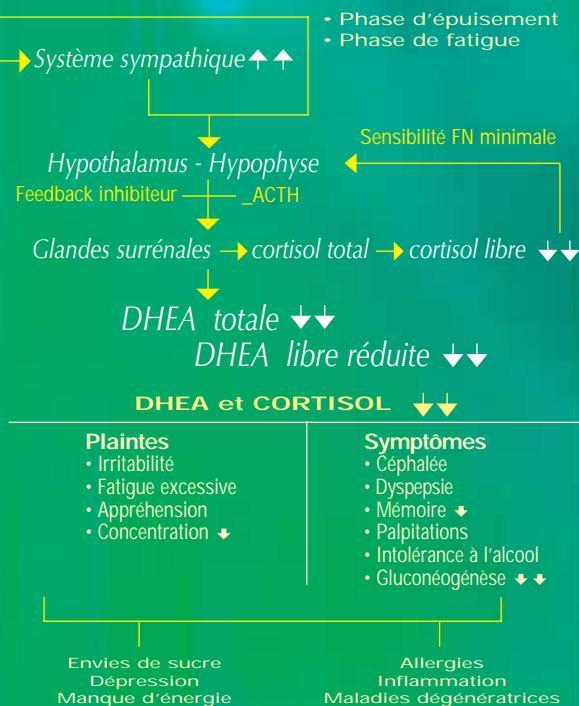 • Phase d'épuisement
• Phase de fatigue
Système sympathique
Sensibilité FN minimale
Hypothalamus - Hypophyse
Feedback inhibiteur _ACTH
Glandes surrénales cortisol total cortisol libre
DHEA totale
DHEA libre réduite
DHEA et CORTISOL
Plaintes
• Irritabilité
• Fatigue excessive
• Appréhension
• Concentration
Symptômes
• Céphalée
• Dyspepsie
• Mémoire
• Palpitations
• Intolérance à l'alcool
• Gluconéogénèse
Envies de sucre
Dépression
Manque d'énergie
Allergies
Inflammation
Maladies dégénératrices